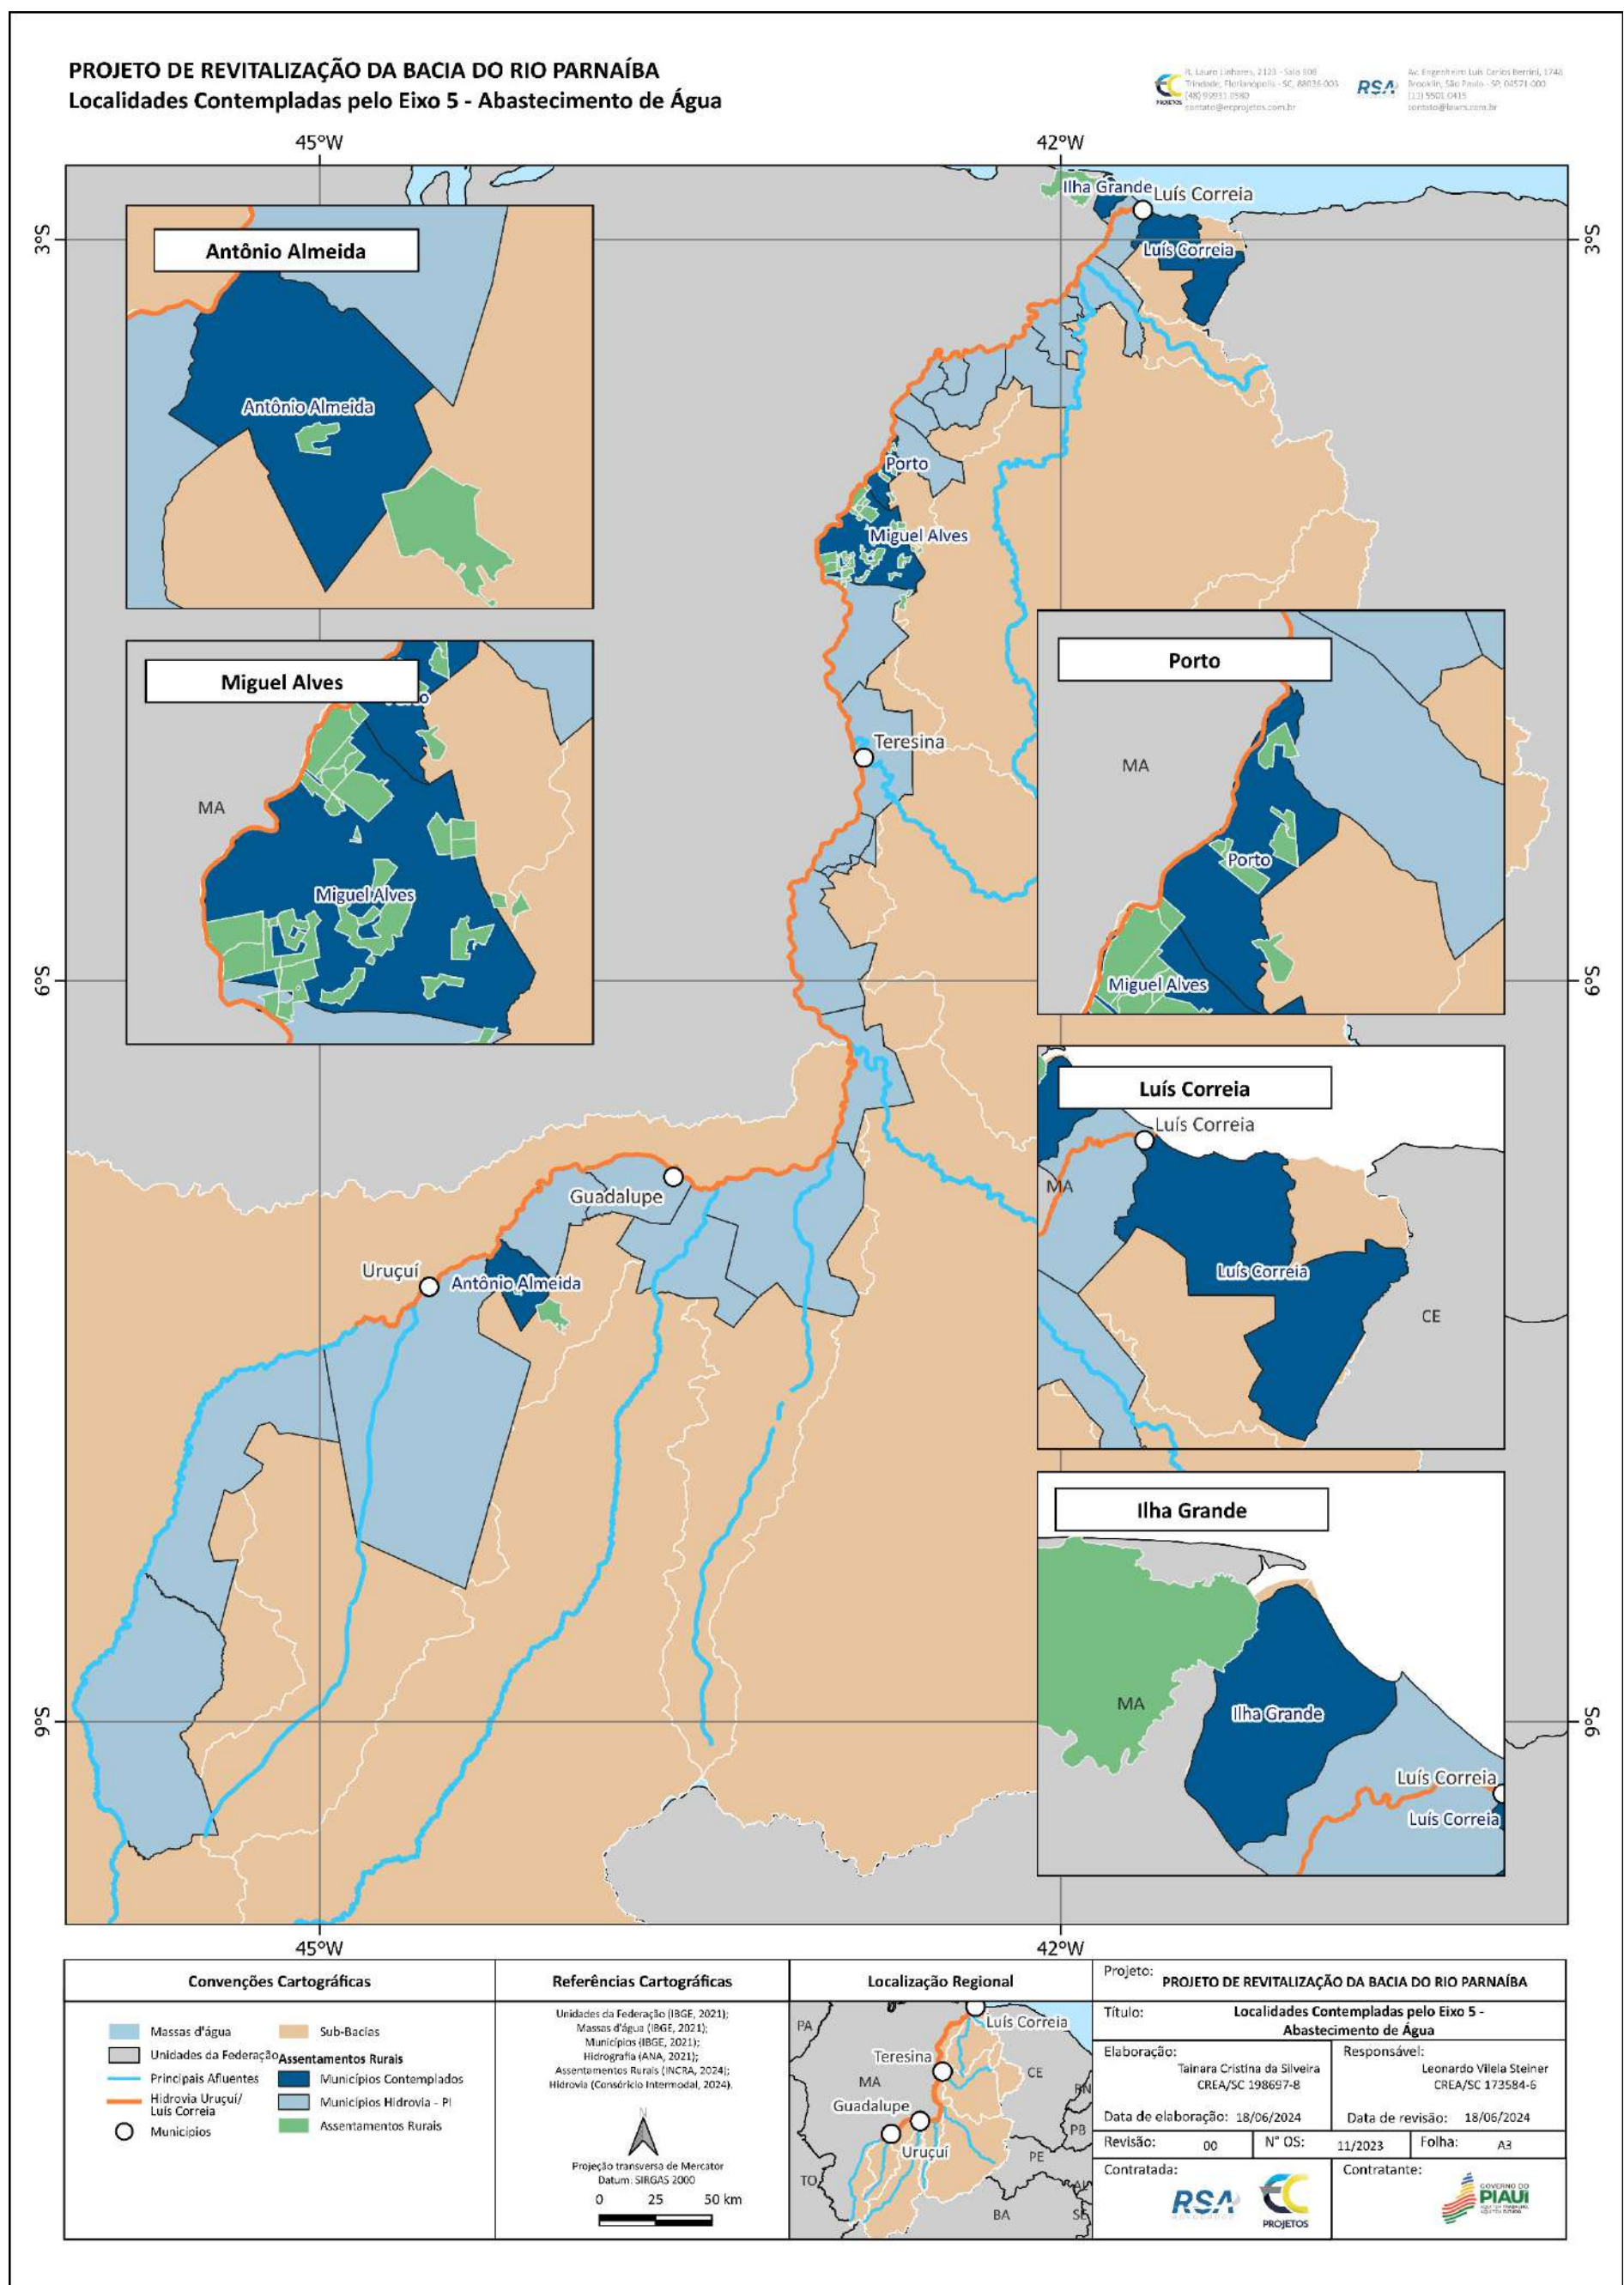 PROJETO DE REVITALIZAÇÃO DA BACIA DO RIO PARNAÍBA
Localidades Contempladas pelo Eixo 5 - Abastecimento de Água
PROJETOS
RSA
45°W
42°W
3°S
3°S
6°S
6°S
9°S
9°S
45°W
42°W
Ilha Grande
Luís Correia
Luís Correia
Porto
Miguel Alves
Teresina
Guadalupe
Uruçuí
Antônio Almeida
Antônio Almeida
Antônio Almeida
Miguel Alves
MA
Miguel Alves
Porto
MA
Porto
Miguel Alves
Luís Correia
Luís Correia
MA
Luís Correia
CE
Ilha Grande
MA
Ilha Grande
Luís Correia
Luís Correia
Convenções Cartográficas
Massas d'água
Unidades da Federação
Principais Afluentes
Hidrovia Uruçuí/
Luís Correia
Municípios
Sub-Bacias
Assentamentos Rurais
Municípios Contemplados
Municípios Hidrovia - PI
Assentamentos Rurais
Referências Cartográficas
Unidades da Federação (IBGE, 2021);
Massas d'água (IBGE, 2021);
Municípios (IBGE, 2021);
Hidrografia (ANA, 2021);
Assentamentos Rurais (INCRA, 2024);
Hidrovia (Consórcio Intermodal, 2024).
N
Projeção transversa de Mercator
Datum: SIRGAS 2000
0 25 50 km
Localização Regional
PA
Luís Correia
Teresina
MA
CE
RN
Guadalupe
PB
Uruçuí
PE
TO
AL
BA
SE
Projeto:
PROJETO DE REVITALIZAÇÃO DA BACIA DO RIO PARNAÍBA
Título:
Localidades Contempladas pelo Eixo 5 -
Abastecimento de Água
Elaboração:
Tainara Cristina da Silveira
CREA/SC 198697-8
Responsável:
Leonardo Vilela Steiner
CREA/SC 173584-6
Data de elaboração: 18/06/2024
Data de revisão: 18/06/2024
Revisão: 00
N° OS: 11/2023
Folha: A3
Contratada:
RSA
PROJETOS
Contratante:
GOVERNO DO
PIAUÍ